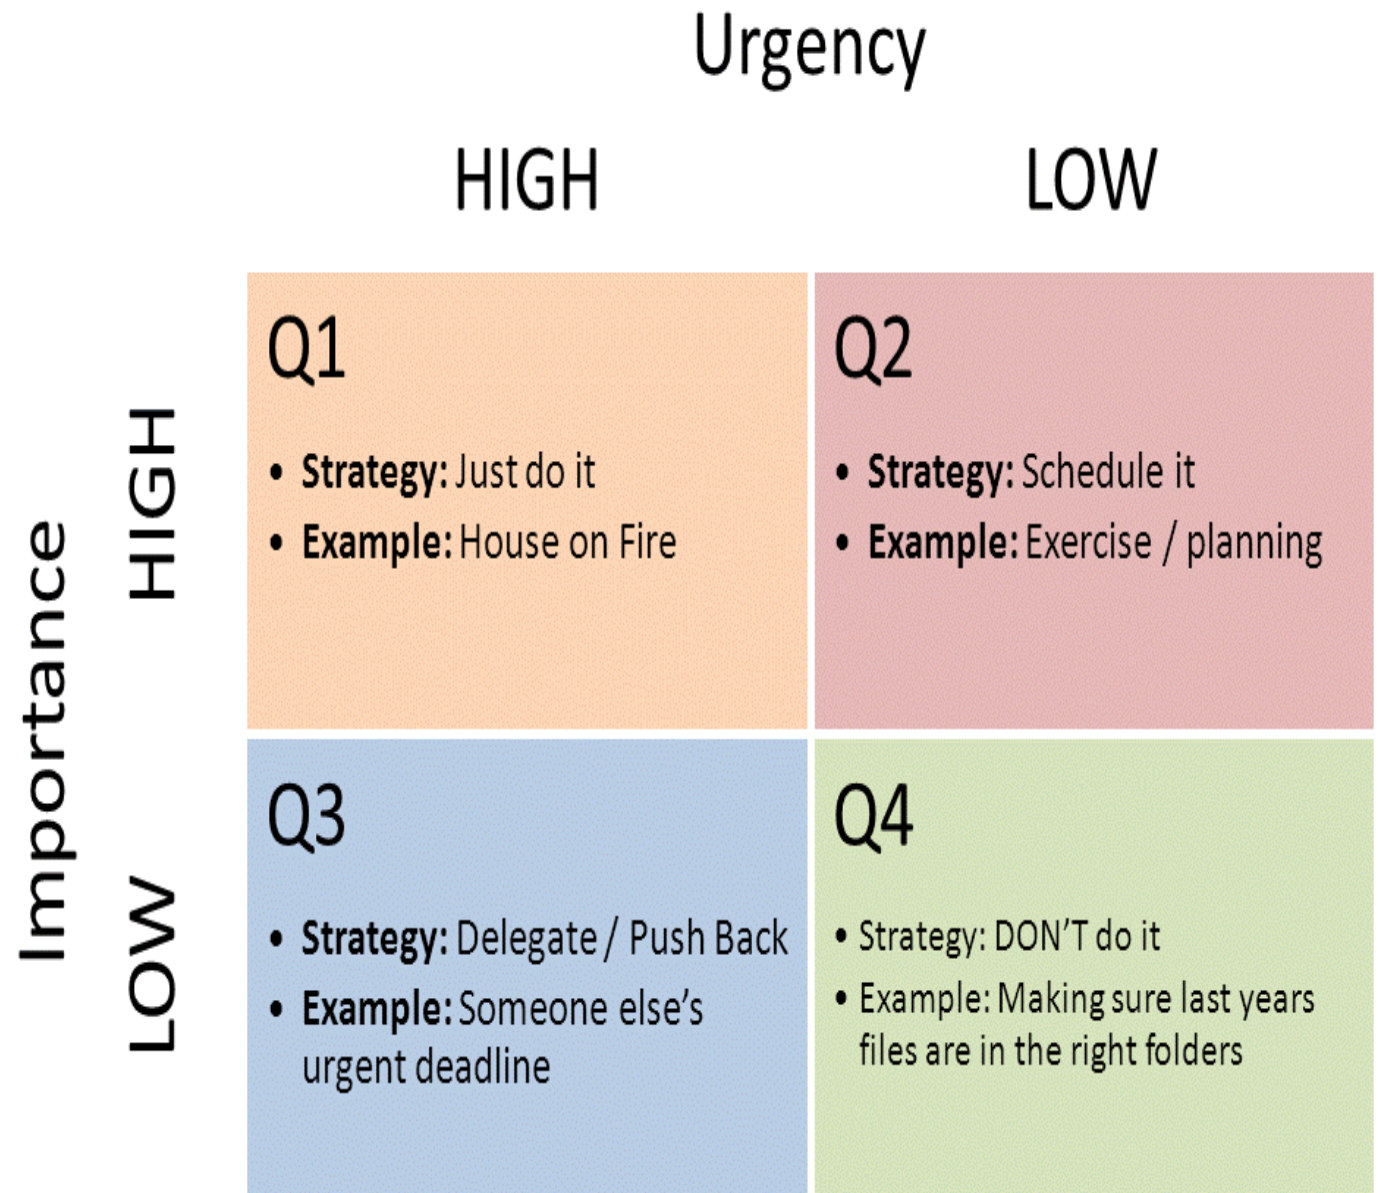 Urgency
HIGH
LOW
Importance
HIGH
LOW
Q1
• Strategy: Just do it
• Example: House on Fire
Q2
• Strategy: Schedule it
• Example: Exercise / planning
Q3
• Strategy: Delegate / Push Back
• Example: Someone else’s
urgent deadline
Q4
• Strategy: DON’T do it
• Example: Making sure last years
files are in the right folders